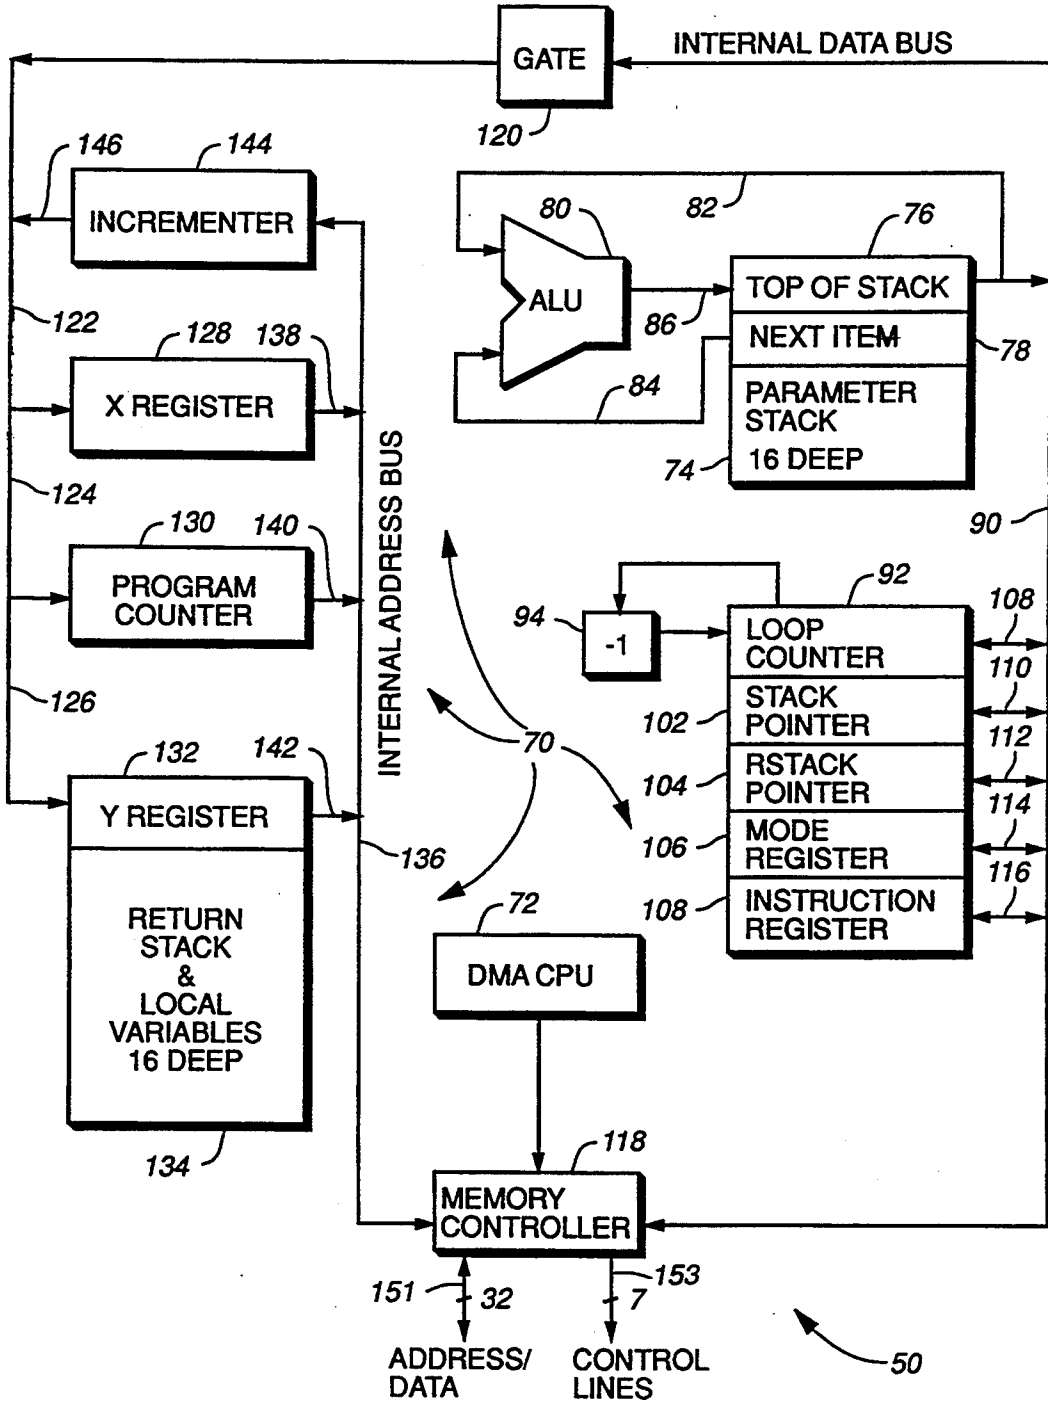 GATE
INTERNAL DATA BUS
120
146
144
INCREMENTER
82
80
76
ALU
TOP OF STACK
86
NEXT ITEM
78
84
PARAMETER
STACK
16 DEEP
74
122
128
138
X REGISTER
124
INTERNAL ADDRESS BUS
90
130
140
PROGRAM
COUNTER
126
94
-1
92
LOOP
COUNTER
108
102
STACK
POINTER
110
104
RSTACK
POINTER
112
106
MODE
REGISTER
114
108
INSTRUCTION
REGISTER
116
70
132
142
Y REGISTER
136
RETURN
STACK
&
LOCAL
VARIABLES
16 DEEP
134
72
DMA CPU
118
MEMORY
CONTROLLER
151
32
153
7
ADDRESS/
DATA
CONTROL
LINES
50